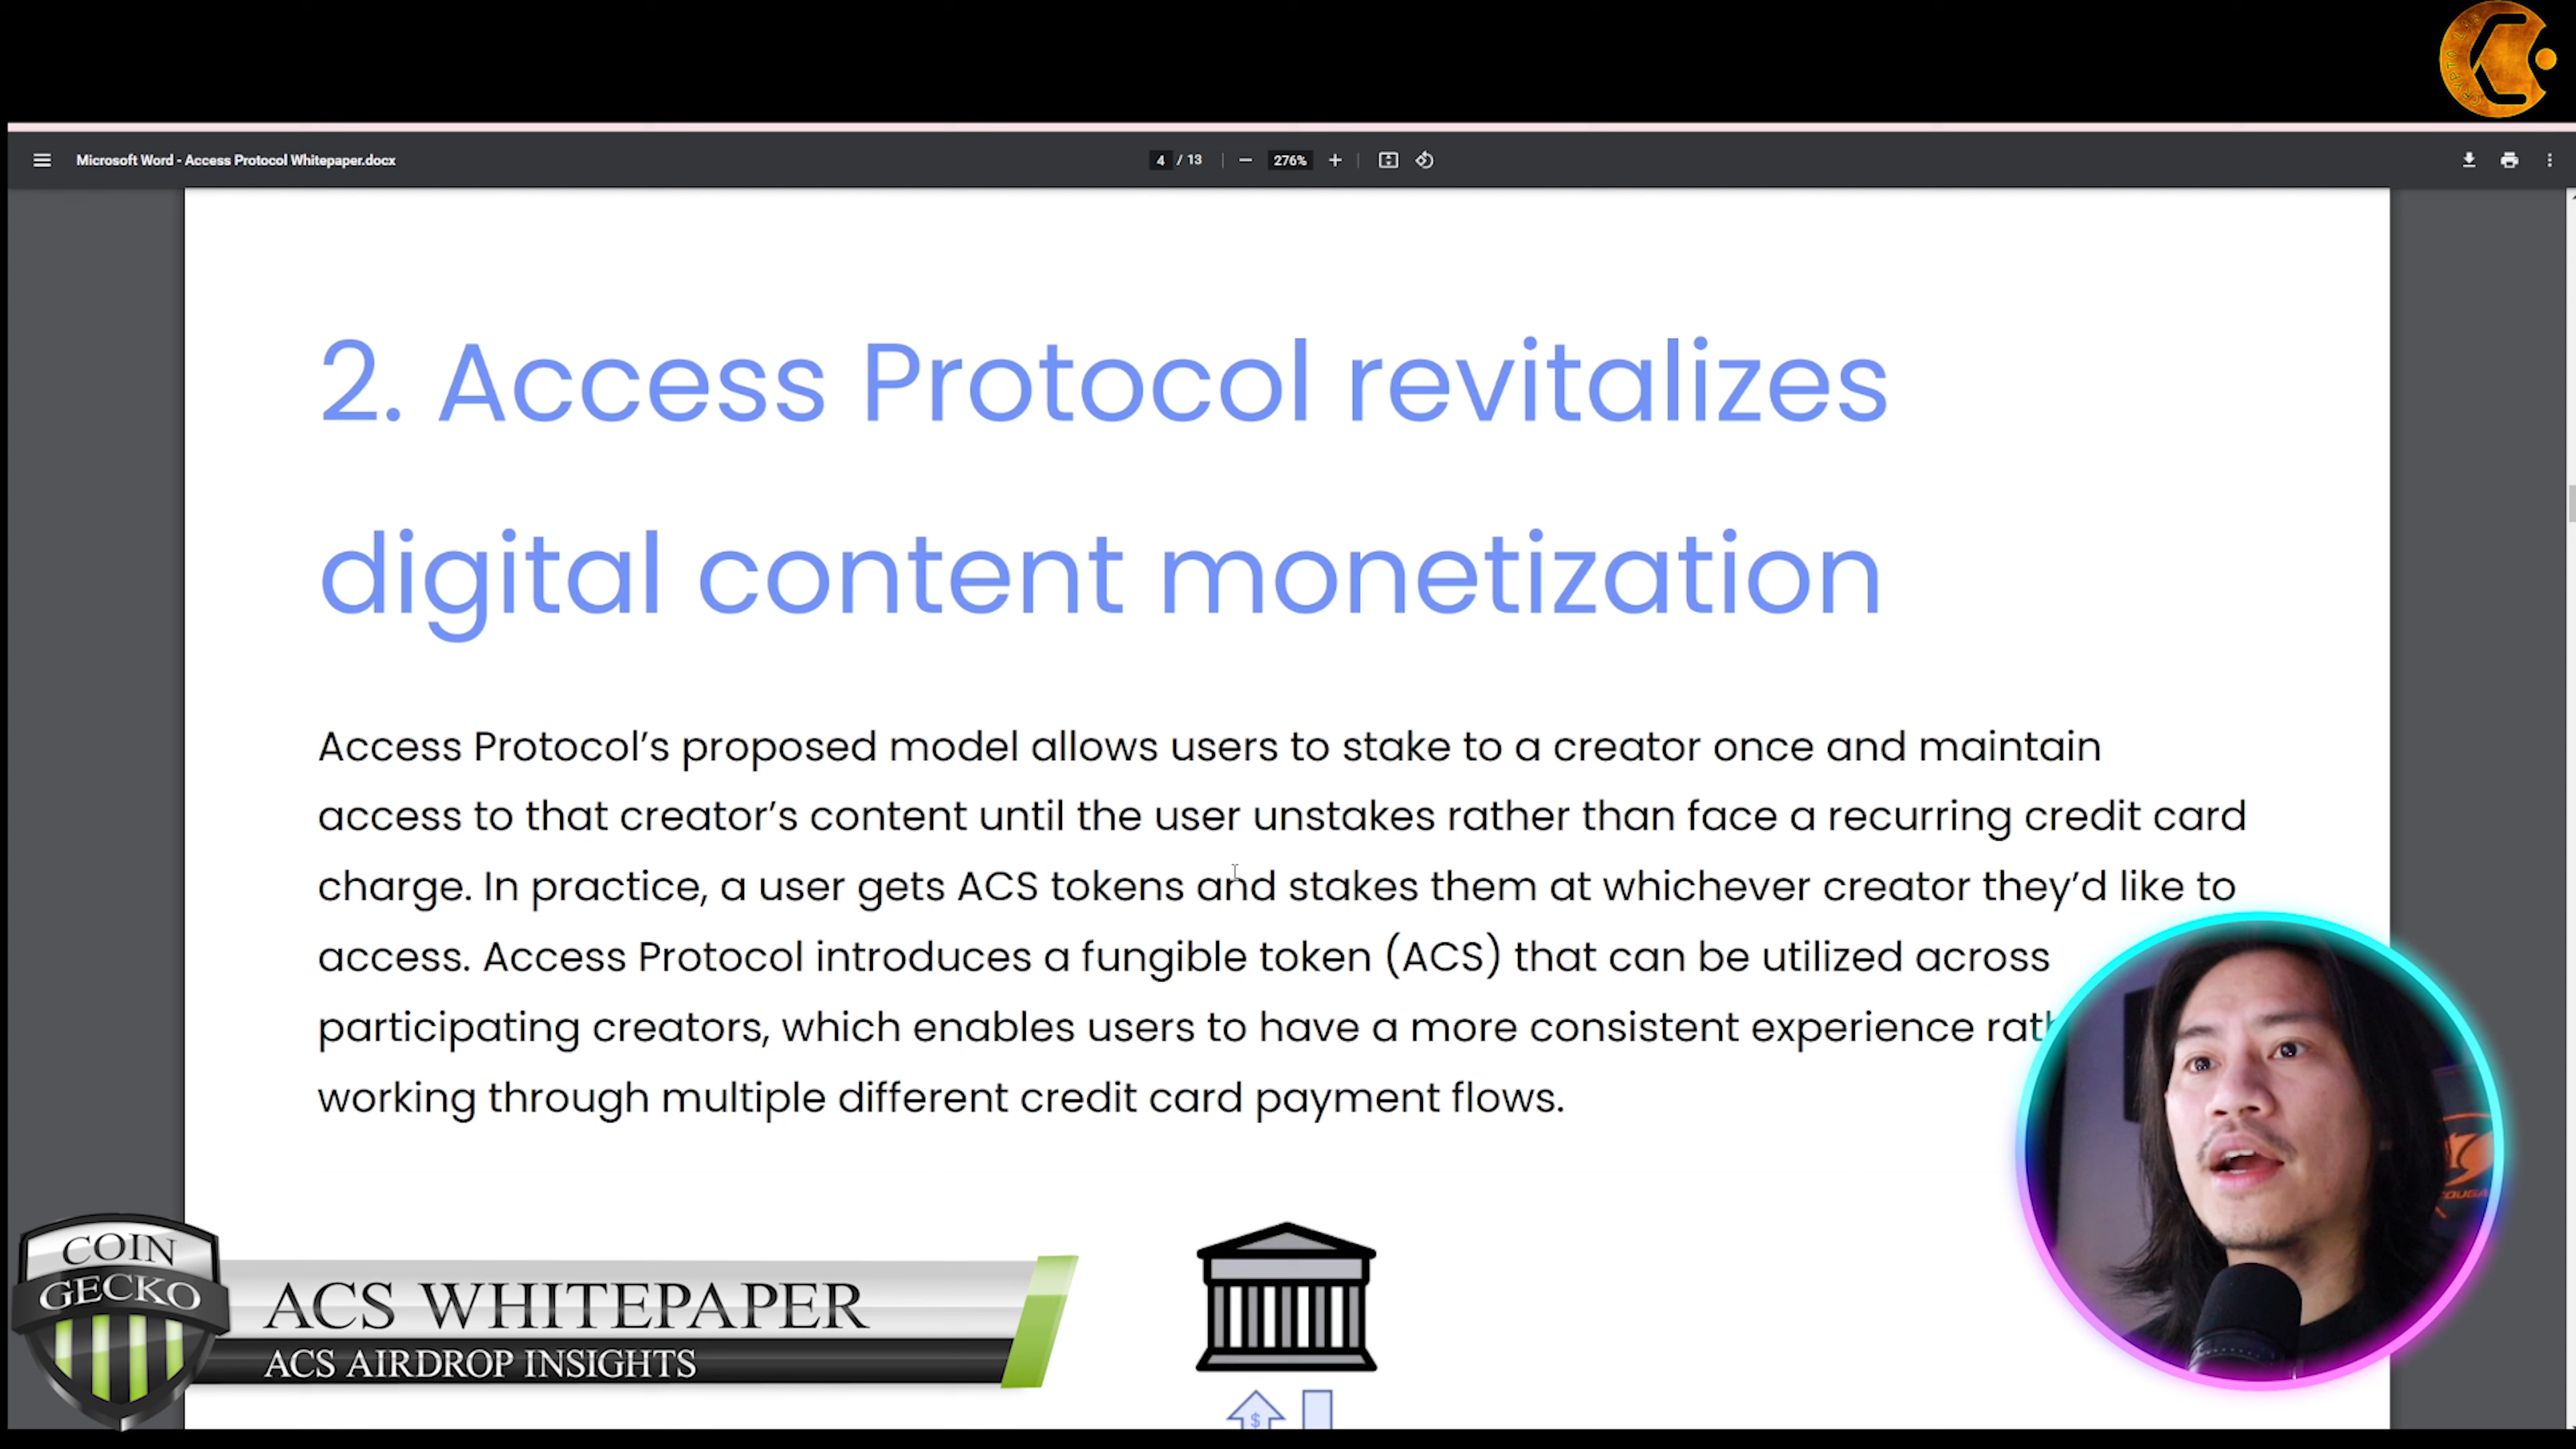 CRYPTO LAB
Microsoft Word - Access Protocol Whitepaper.docx
4 / 13
276%
2. Access Protocol revitalizes
digital content monetization
Access Protocol’s proposed model allows users to stake to a creator once and maintain
access to that creator’s content until the user unstakes rather than face a recurring credit card
charge. In practice, a user gets ACS tokens and stakes them at whichever creator they’d like to
access. Access Protocol introduces a fungible token (ACS) that can be utilized across
participating creators, which enables users to have a more consistent experience
working through multiple different credit card payment flows.
$
COIN
GECKO
ACS WHITEPAPER
ACS AIRDROP INSIGHTS